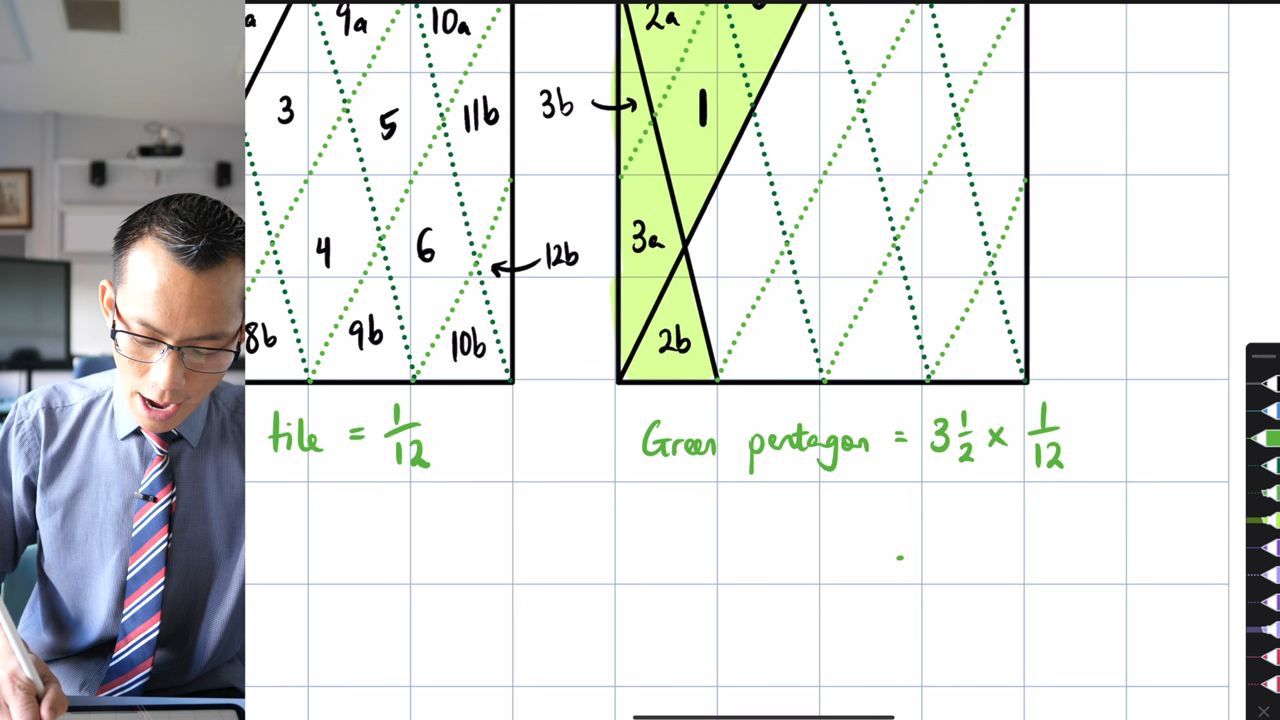 a
9a
10a
2a
3
5
11b
3b
1
4
6
12b
3a
8b
9b
10b
2b
tile = 1/12
Green pentagon = 3 1/2 × 1/12